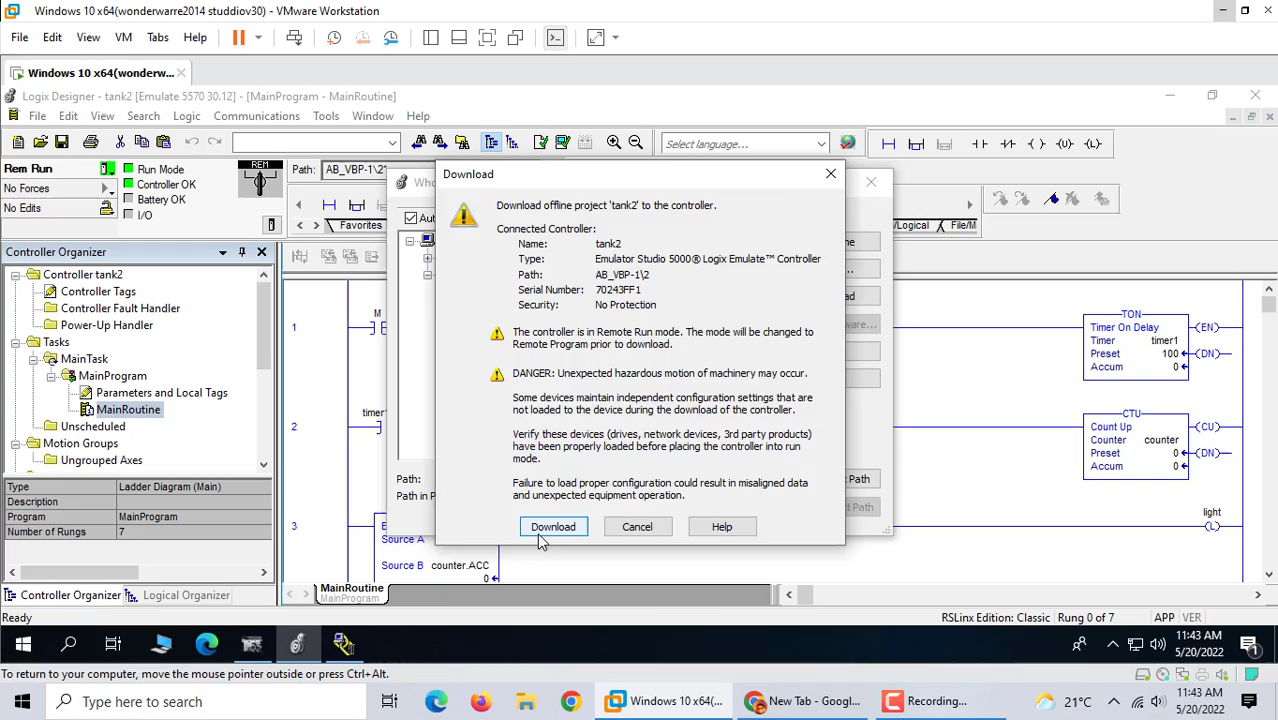 Windows 10 x64(wonderwarre2014 studdiov30) - VMware Workstation
File Edit View VM Tabs Help
Windows 10 x64(wonderw...
Logix Designer - tank2 [Emulate 5570 30.12] - [MainProgram - MainRoutine]
File Edit View Search Logic Communications Tools Window Help
Select language...
Rem Run
Run Mode
No Forces
Controller OK
Battery OK
No Edits
I/O
REM
Path: AB_VBP-1\2*
Favorites
/Logical
File/M
Controller Organizer
Controller tank2
Controller Tags
Controller Fault Handler
Power-Up Handler
Tasks
MainTask
MainProgram
Parameters and Local Tags
MainRoutine
Unscheduled
Motion Groups
Ungrouped Axes
Type Ladder Diagram (Main)
Description
Program MainProgram
Number of Rungs 7
Controller Organizer
Logical Organizer
Download
Download offline project 'tank2' to the controller.
Connected Controller:
Name: tank2
Type: Emulator Studio 5000® Logix Emulate™ Controller
Path: AB_VBP-1\2
Serial Number: 70243FF1
Security: No Protection
The controller is in Remote Run mode. The mode will be changed to
Remote Program prior to download.
DANGER: Unexpected hazardous motion of machinery may occur.
Some devices maintain independent configuration settings that are
not loaded to the device during the download of the controller.
Verify these devices (drives, network devices, 3rd party products)
have been properly loaded before placing the controller into run
mode.
Failure to load proper configuration could result in misaligned data
and unexpected equipment operation.
Download Cancel Help
Path:
Path in P
Path
1
M
TON
Timer On Delay
Timer timer1
Preset 100
Accum 0
EN
DN
2
CTU
Count Up
Counter counter
Preset 0
Accum 0
CU
DN
3
light
L
Source A
Source B counter.ACC
0
MainRoutine
MainProgram
Ready
RSLinx Edition: Classic
Rung 0 of 7
APP
VER
11:43 AM
5/20/2022
1
To return to your computer, move the mouse pointer outside or press Ctrl+Alt.
Type here to search
Windows 10 x64(w...
New Tab - Googl...
Recording...
21°C
11:43 AM
5/20/2022